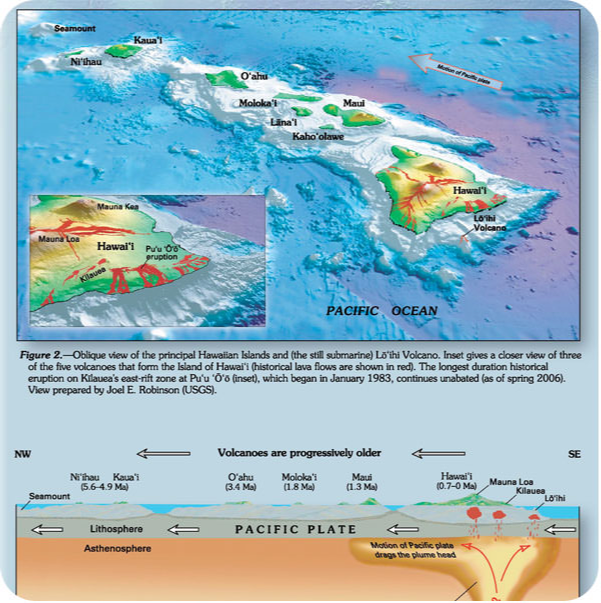 Seamount
Kaua'i
Ni'ihau
O'ahu
Motion of Pacific plate
Moloka'i
Maui
Lāna'i
Kaho'olawe
Hawai'i
Lō'ihi
Volcano
Mauna Kea
Mauna Loa
Hawai'i
Pu'u 'Ō'ō
eruption
Kilauea
PACIFIC OCEAN
Figure 2.—Oblique view of the principal Hawaiian Islands and (the still submarine) Lō'ihi Volcano. Inset gives a closer view of three
of the five volcanoes that form the Island of Hawai'i (historical lava flows are shown in red). The longest duration historical
eruption on Kīlauea's east-rift zone at Pu'u 'Ō'ō (inset), which began in January 1983, continues unabated (as of spring 2006).
View prepared by Joel E. Robinson (USGS).
NW
Volcanoes are progressively older
SE
Ni'ihau Kaua'i
(5.6-4.9 Ma)
O'ahu
(3.4 Ma)
Moloka'i
(1.8 Ma)
Maui
(1.3 Ma)
Hawai'i
(0.7–0 Ma)
Mauna Loa
Kilauea
Lō'ihi
Seamount
Lithosphere
PACIFIC PLATE
Asthenosphere
Motion of Pacific plate
drags the plume head